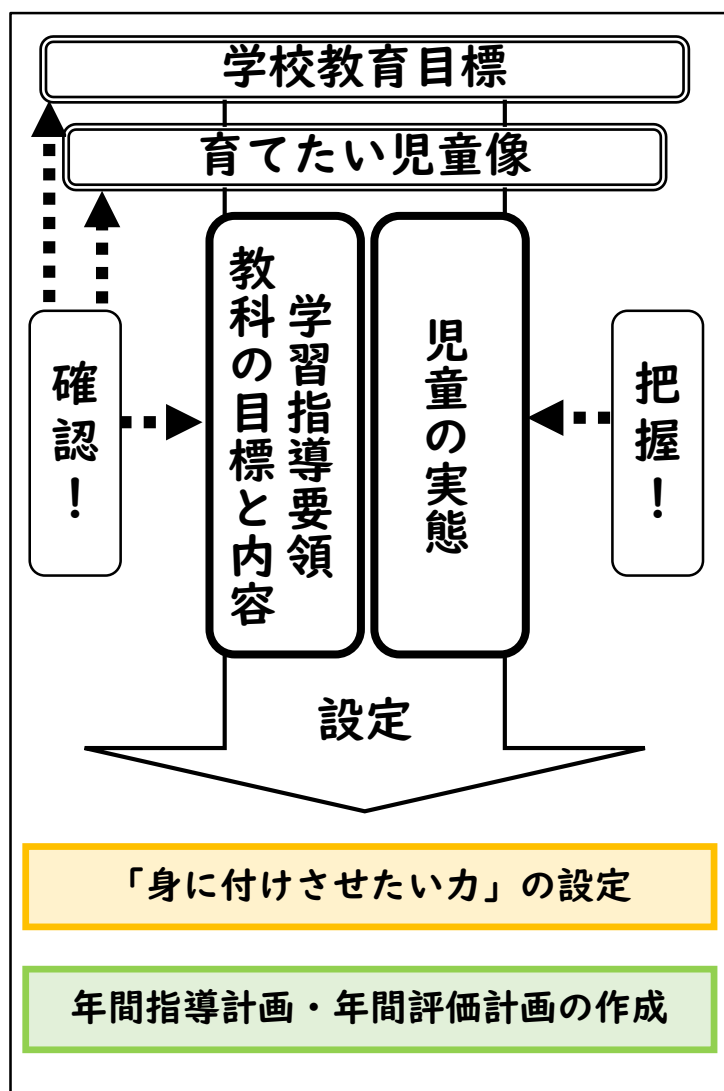 学校教育目標
育てたい児童像
確認！
学習指導要領
教科の目標と内容
児童の実態
把握！
設定
「身に付けさせたい力」の設定
年間指導計画・年間評価計画の作成